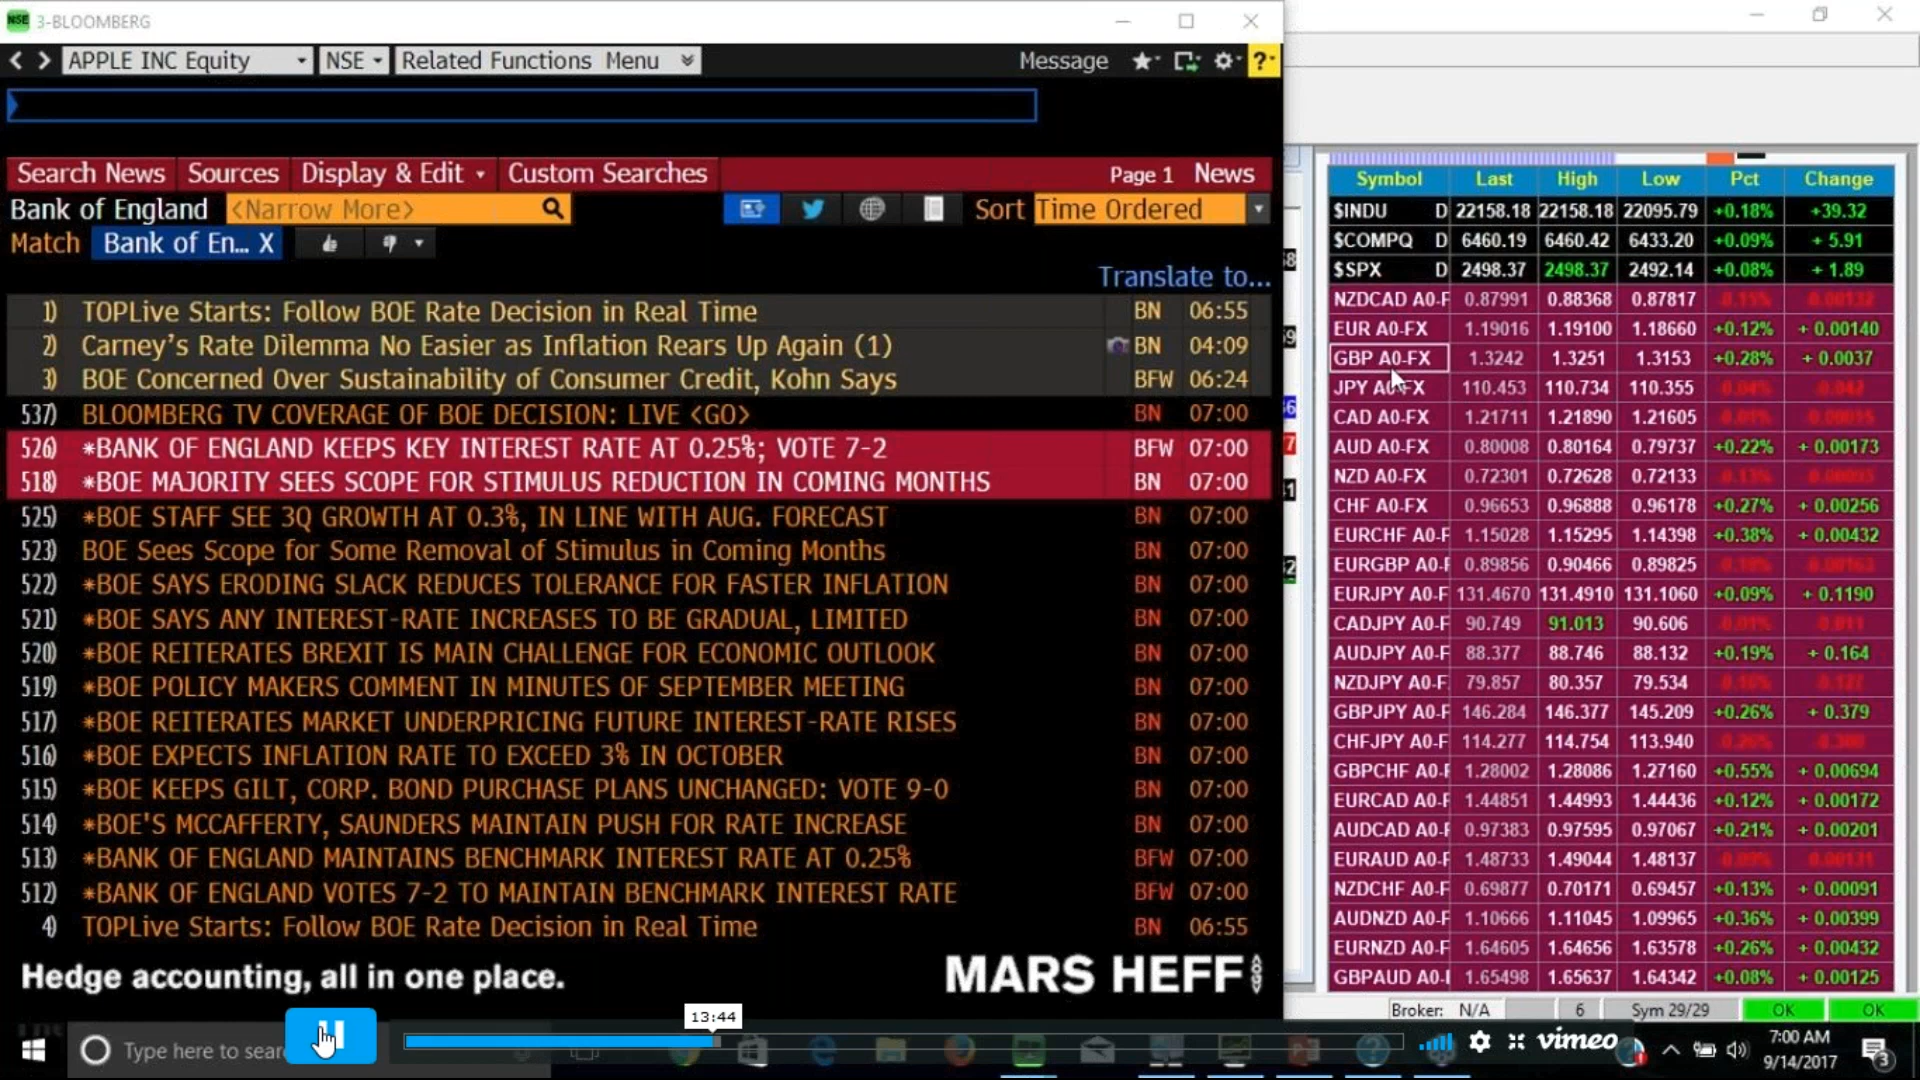 NSE 3-BLOOMBERG
APPLE INC Equity NSE Related Functions Menu Message ?
Search News Sources Display & Edit Custom Searches Page 1 News
Bank of England <Narrow More> Sort Time Ordered
Match Bank of En... X
Translate to...
1) TOPLive Starts: Follow BOE Rate Decision in Real Time BN 06:55
2) Carney's Rate Dilemma No Easier as Inflation Rears Up Again (1) BN 04:09
3) BOE Concerned Over Sustainability of Consumer Credit, Kohn Says BFW 06:24
537) BLOOMBERG TV COVERAGE OF BOE DECISION: LIVE <GO> BN 07:00
526) *BANK OF ENGLAND KEEPS KEY INTEREST RATE AT 0.25%; VOTE 7-2 BFW 07:00
518) *BOE MAJORITY SEES SCOPE FOR STIMULUS REDUCTION IN COMING MONTHS BN 07:00
525) *BOE STAFF SEE 3Q GROWTH AT 0.3%, IN LINE WITH AUG. FORECAST BN 07:00
523) BOE Sees Scope for Some Removal of Stimulus in Coming Months BN 07:00
522) *BOE SAYS ERODING SLACK REDUCES TOLERANCE FOR FASTER INFLATION BN 07:00
521) *BOE SAYS ANY INTEREST-RATE INCREASES TO BE GRADUAL, LIMITED BN 07:00
520) *BOE REITERATES BREXIT IS MAIN CHALLENGE FOR ECONOMIC OUTLOOK BN 07:00
519) *BOE POLICY MAKERS COMMENT IN MINUTES OF SEPTEMBER MEETING BN 07:00
517) *BOE REITERATES MARKET UNDERPRICING FUTURE INTEREST-RATE RISES BN 07:00
516) *BOE EXPECTS INFLATION RATE TO EXCEED 3% IN OCTOBER BN 07:00
515) *BOE KEEPS GILT, CORP. BOND PURCHASE PLANS UNCHANGED: VOTE 9-0 BN 07:00
514) *BOE'S MCCAFFERTY, SAUNDERS MAINTAIN PUSH FOR RATE INCREASE BN 07:00
513) *BANK OF ENGLAND MAINTAINS BENCHMARK INTEREST RATE AT 0.25% BFW 07:00
512) *BANK OF ENGLAND VOTES 7-2 TO MAINTAIN BENCHMARK INTEREST RATE BFW 07:00
4) TOPLive Starts: Follow BOE Rate Decision in Real Time BN 06:55
Hedge accounting, all in one place. MARS HEFF
Symbol Last High Low Pct Change
$INDU D 22158.18 22158.18 22095.79 +0.18% +39.32
$COMPQ D 6460.19 6460.42 6433.20 +0.09% + 5.91
$SPX D 2498.37 2498.37 2492.14 +0.08% + 1.89
NZDCAD A0-F 0.87991 0.88368 0.87817
EUR A0-FX 1.19016 1.19100 1.18660 +0.12% + 0.00140
GBP A0-FX 1.3242 1.3251 1.3153 +0.28% + 0.0037
JPY A0-FX 110.453 110.734 110.355
CAD A0-FX 1.21711 1.21890 1.21605
AUD A0-FX 0.80008 0.80164 0.79737 +0.22% + 0.00173
NZD A0-FX 0.72301 0.72628 0.72133
CHF A0-FX 0.96653 0.96888 0.96178 +0.27% + 0.00256
EURCHF A0-F 1.15028 1.15295 1.14398 +0.38% + 0.00432
EURGBP A0-F 0.89856 0.90466 0.89825
EURJPY A0-F 131.4670 131.4910 131.1060 +0.09% + 0.1190
CADJPY A0-F 90.749 91.013 90.606
AUDJPY A0-F 88.377 88.746 88.132 +0.19% + 0.164
NZDJPY A0-F 79.857 80.357 79.534
GBPJPY A0-F 146.284 146.377 145.209 +0.26% + 0.379
CHFJPY A0-F 114.277 114.754 113.940
GBPCHF A0-F 1.28002 1.28086 1.27160 +0.55% + 0.00694
EURCAD A0-F 1.44851 1.44993 1.44436 +0.12% + 0.00172
AUDCAD A0-F 0.97383 0.97595 0.97067 +0.21% + 0.00201
EURAUD A0-F 1.48733 1.49044 1.48137
NZDCHF A0-F 0.69877 0.70171 0.69457 +0.13% + 0.00091
AUDNZD A0-F 1.10666 1.11045 1.09965 +0.36% + 0.00399
EURNZD A0-F 1.64605 1.64656 1.63578 +0.26% + 0.00432
GBPAUD A0-F 1.65498 1.65637 1.64342 +0.08% + 0.00125
Broker: N/A 6 Sym 29/29 OK OK
13:44
Type here to sear
vimeo
7:00 AM
9/14/2017
3